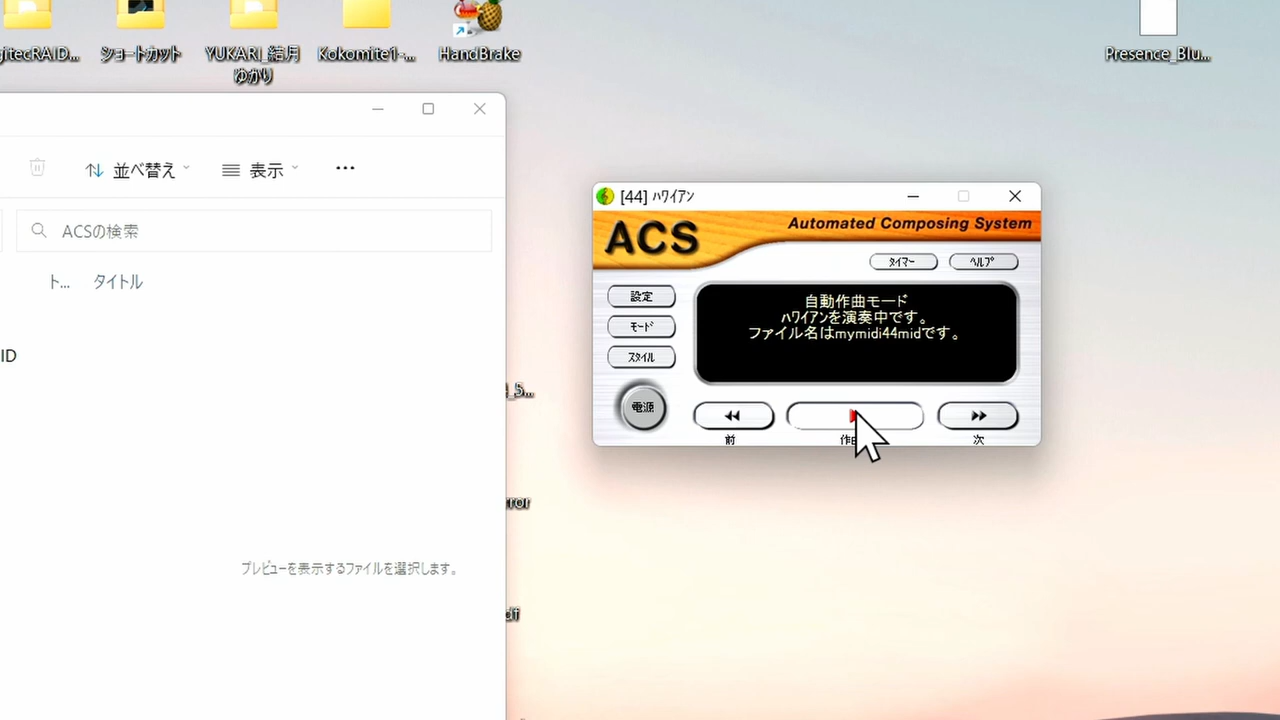 gitecRAID...
ショートカット
YUKARI_結月
ゆかり
Kokomite1-...
HandBrake
Presence_Blu...
並べ替え
表示
ACSの検索
ト...
タイトル
ID
_5...
rror
プレビューを表示するファイルを選択します。
df
[44] ﾊﾜｲｱﾝ
ACS
Automated Composing System
ﾀｲﾏｰ
ﾍﾙﾌﾟ
設定
ﾓｰﾄﾞ
ｽﾀｲﾙ
電源
自動作曲モード
ﾊﾜｲｱﾝを演奏中です。
ファイル名はmymidi44midです。
前
作
次